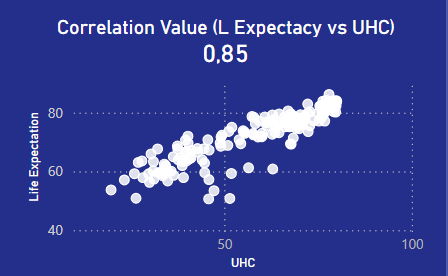 Correlation Value (L Expectacy vs UHC)
0,85
Life Expectation
80
60
40
50
100
UHC